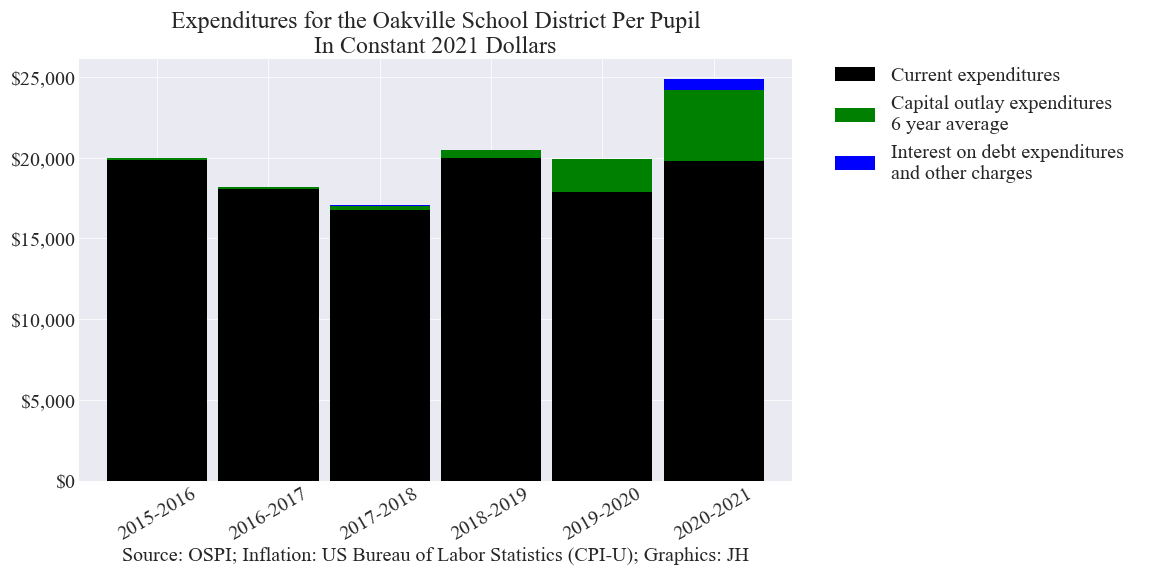 Expenditures for the Oakville School District Per Pupil
In Constant 2021 Dollars
$25,000
$20,000
$15,000
$10,000
$5,000
$0
2015-2016
2016-2017
2017-2018
2018-2019
2019-2020
2020-2021
Source: OSPI; Inflation: US Bureau of Labor Statistics (CPI-U); Graphics: JH
Current expenditures
Capital outlay expenditures
6 year average
Interest on debt expenditures
and other charges